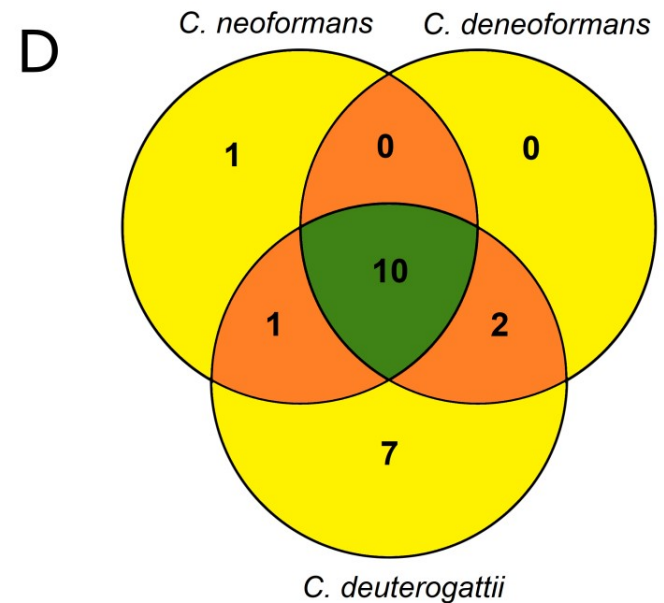 D
C. neoformans C. deneoformans
1 0 0
10
1 2
7
C. deuterogattii